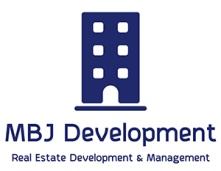 MBJ Development
Real Estate Development & Management